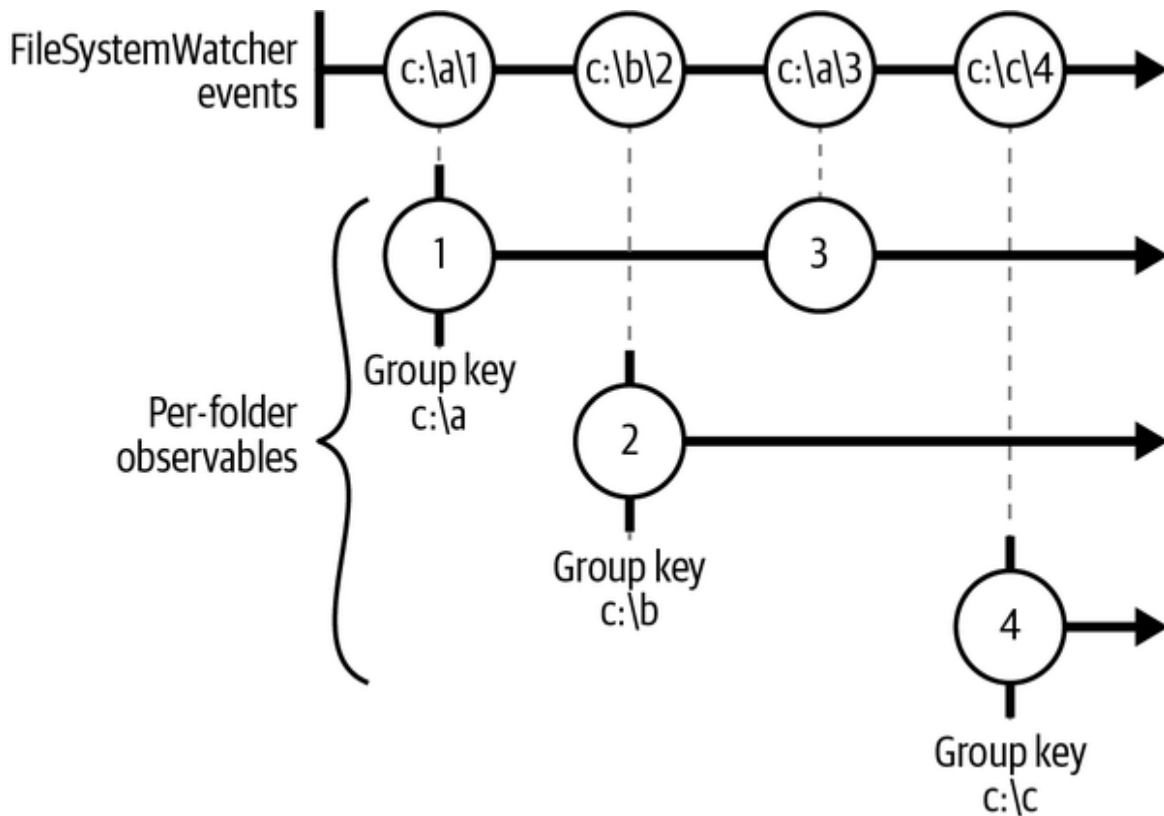 FileSystemWatcher
events
c:\a\1
c:\b\2
c:\a\3
c:\c\4
1
3
Group key
c:\a
Per-folder
observables
2
Group key
c:\b
4
Group key
c:\c